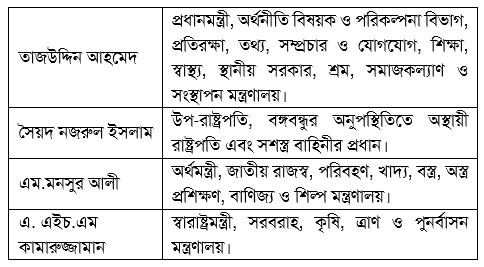 তাজউদ্দিন আহমেদ
প্রধানমন্ত্রী, অর্থনীতি বিষয়ক ও পরিকল্পনা বিভাগ,
প্রতিরক্ষা, তথ্য, সম্প্রচার ও যোগযোগ, শিক্ষা,
স্বাস্থ্য, স্থানীয় সরকার, শ্রম, সমাজকল্যাণ ও
সংস্থাপন মন্ত্রণালয়।
সৈয়দ নজরুল ইসলাম
উপ-রাষ্ট্রপতি, বঙ্গবন্ধুর অনুপস্থিতিতে অস্থায়ী
রাষ্ট্রপতি এবং সশস্ত্র বাহিনীর প্রধান।
এম.মনসুর আলী
অর্থমন্ত্রী, জাতীয় রাজস্ব, পরিবহণ, খাদ্য, বস্ত্র, অস্ত্র
প্রশিক্ষণ, বাণিজ্য ও শিল্প মন্ত্রণালয়।
এ. এইচ.এম
কামারুজ্জামান
স্বারাষ্ট্রমন্ত্রী, সরবরাহ, কৃষি, ত্রাণ ও পুনর্বাসন
মন্ত্রণালয়।